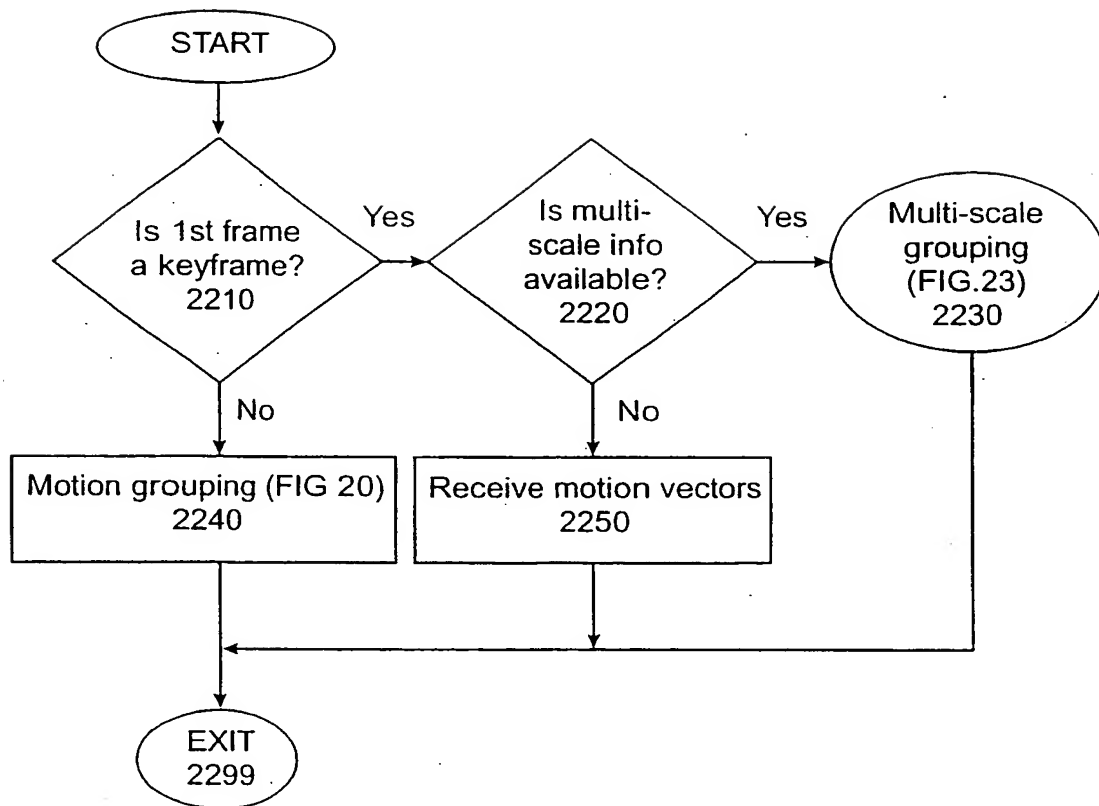 START
Is 1st frame
a keyframe?
2210
Yes
Is multi-
scale info
available?
2220
Yes
Multi-scale
grouping
(FIG.23)
2230
No
No
Motion grouping (FIG 20)
2240
Receive motion vectors
2250
EXIT
2299